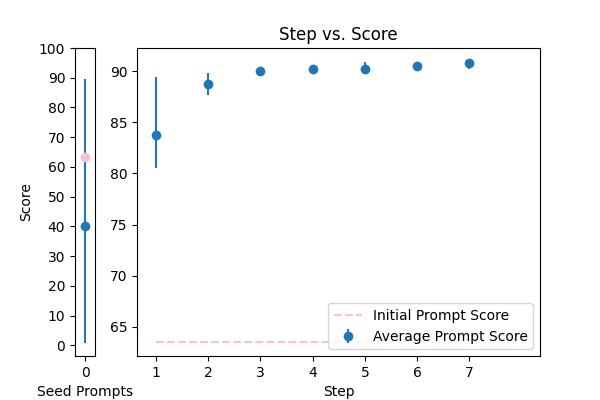 Step vs. Score
Score
100
90
80
70
60
50
40
30
20
10
0
0
Seed Prompts
90
85
80
75
70
65
1 2 3 4 5 6 7
Step
Initial Prompt Score
Average Prompt Score